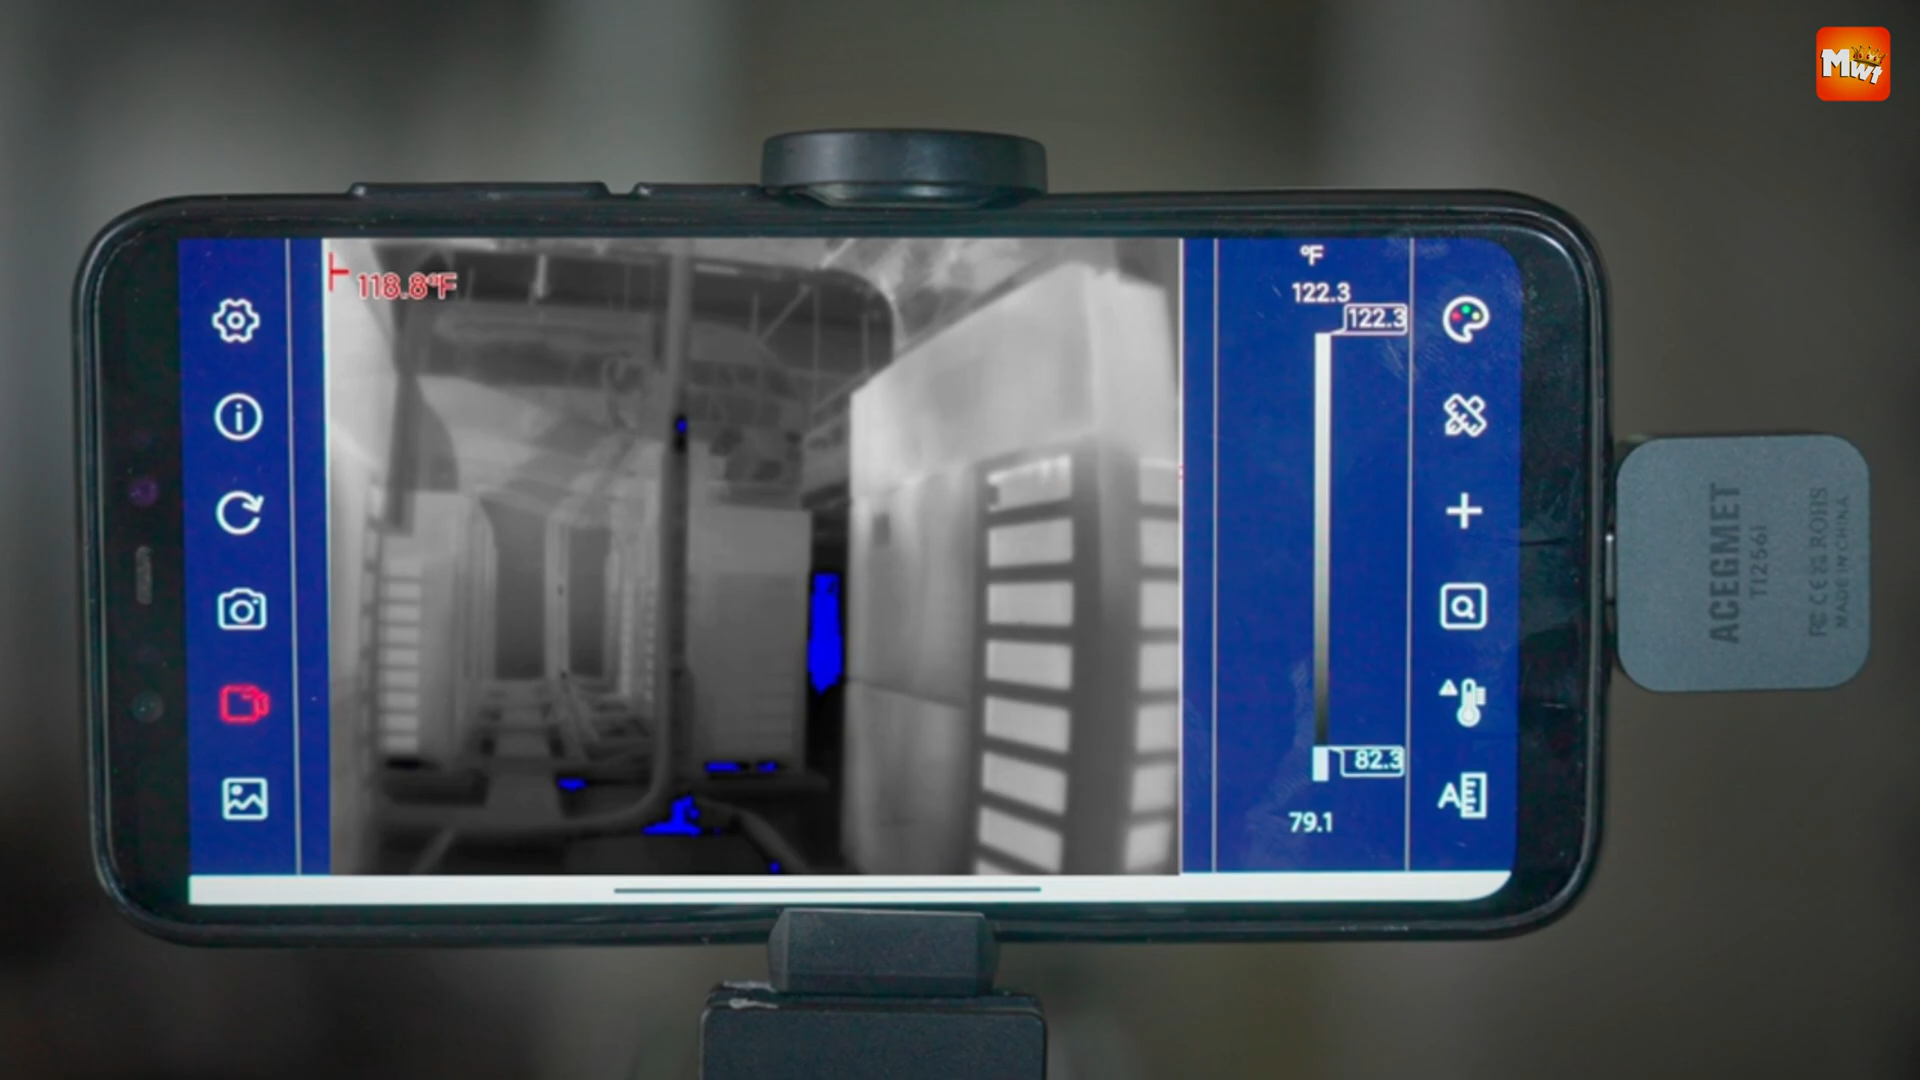 Mwt
118.8°F
°F
122.3
122.3
82.3
79.1
A
ACEGMET
TI256i
FC CE ROHS
MADE IN CHINA